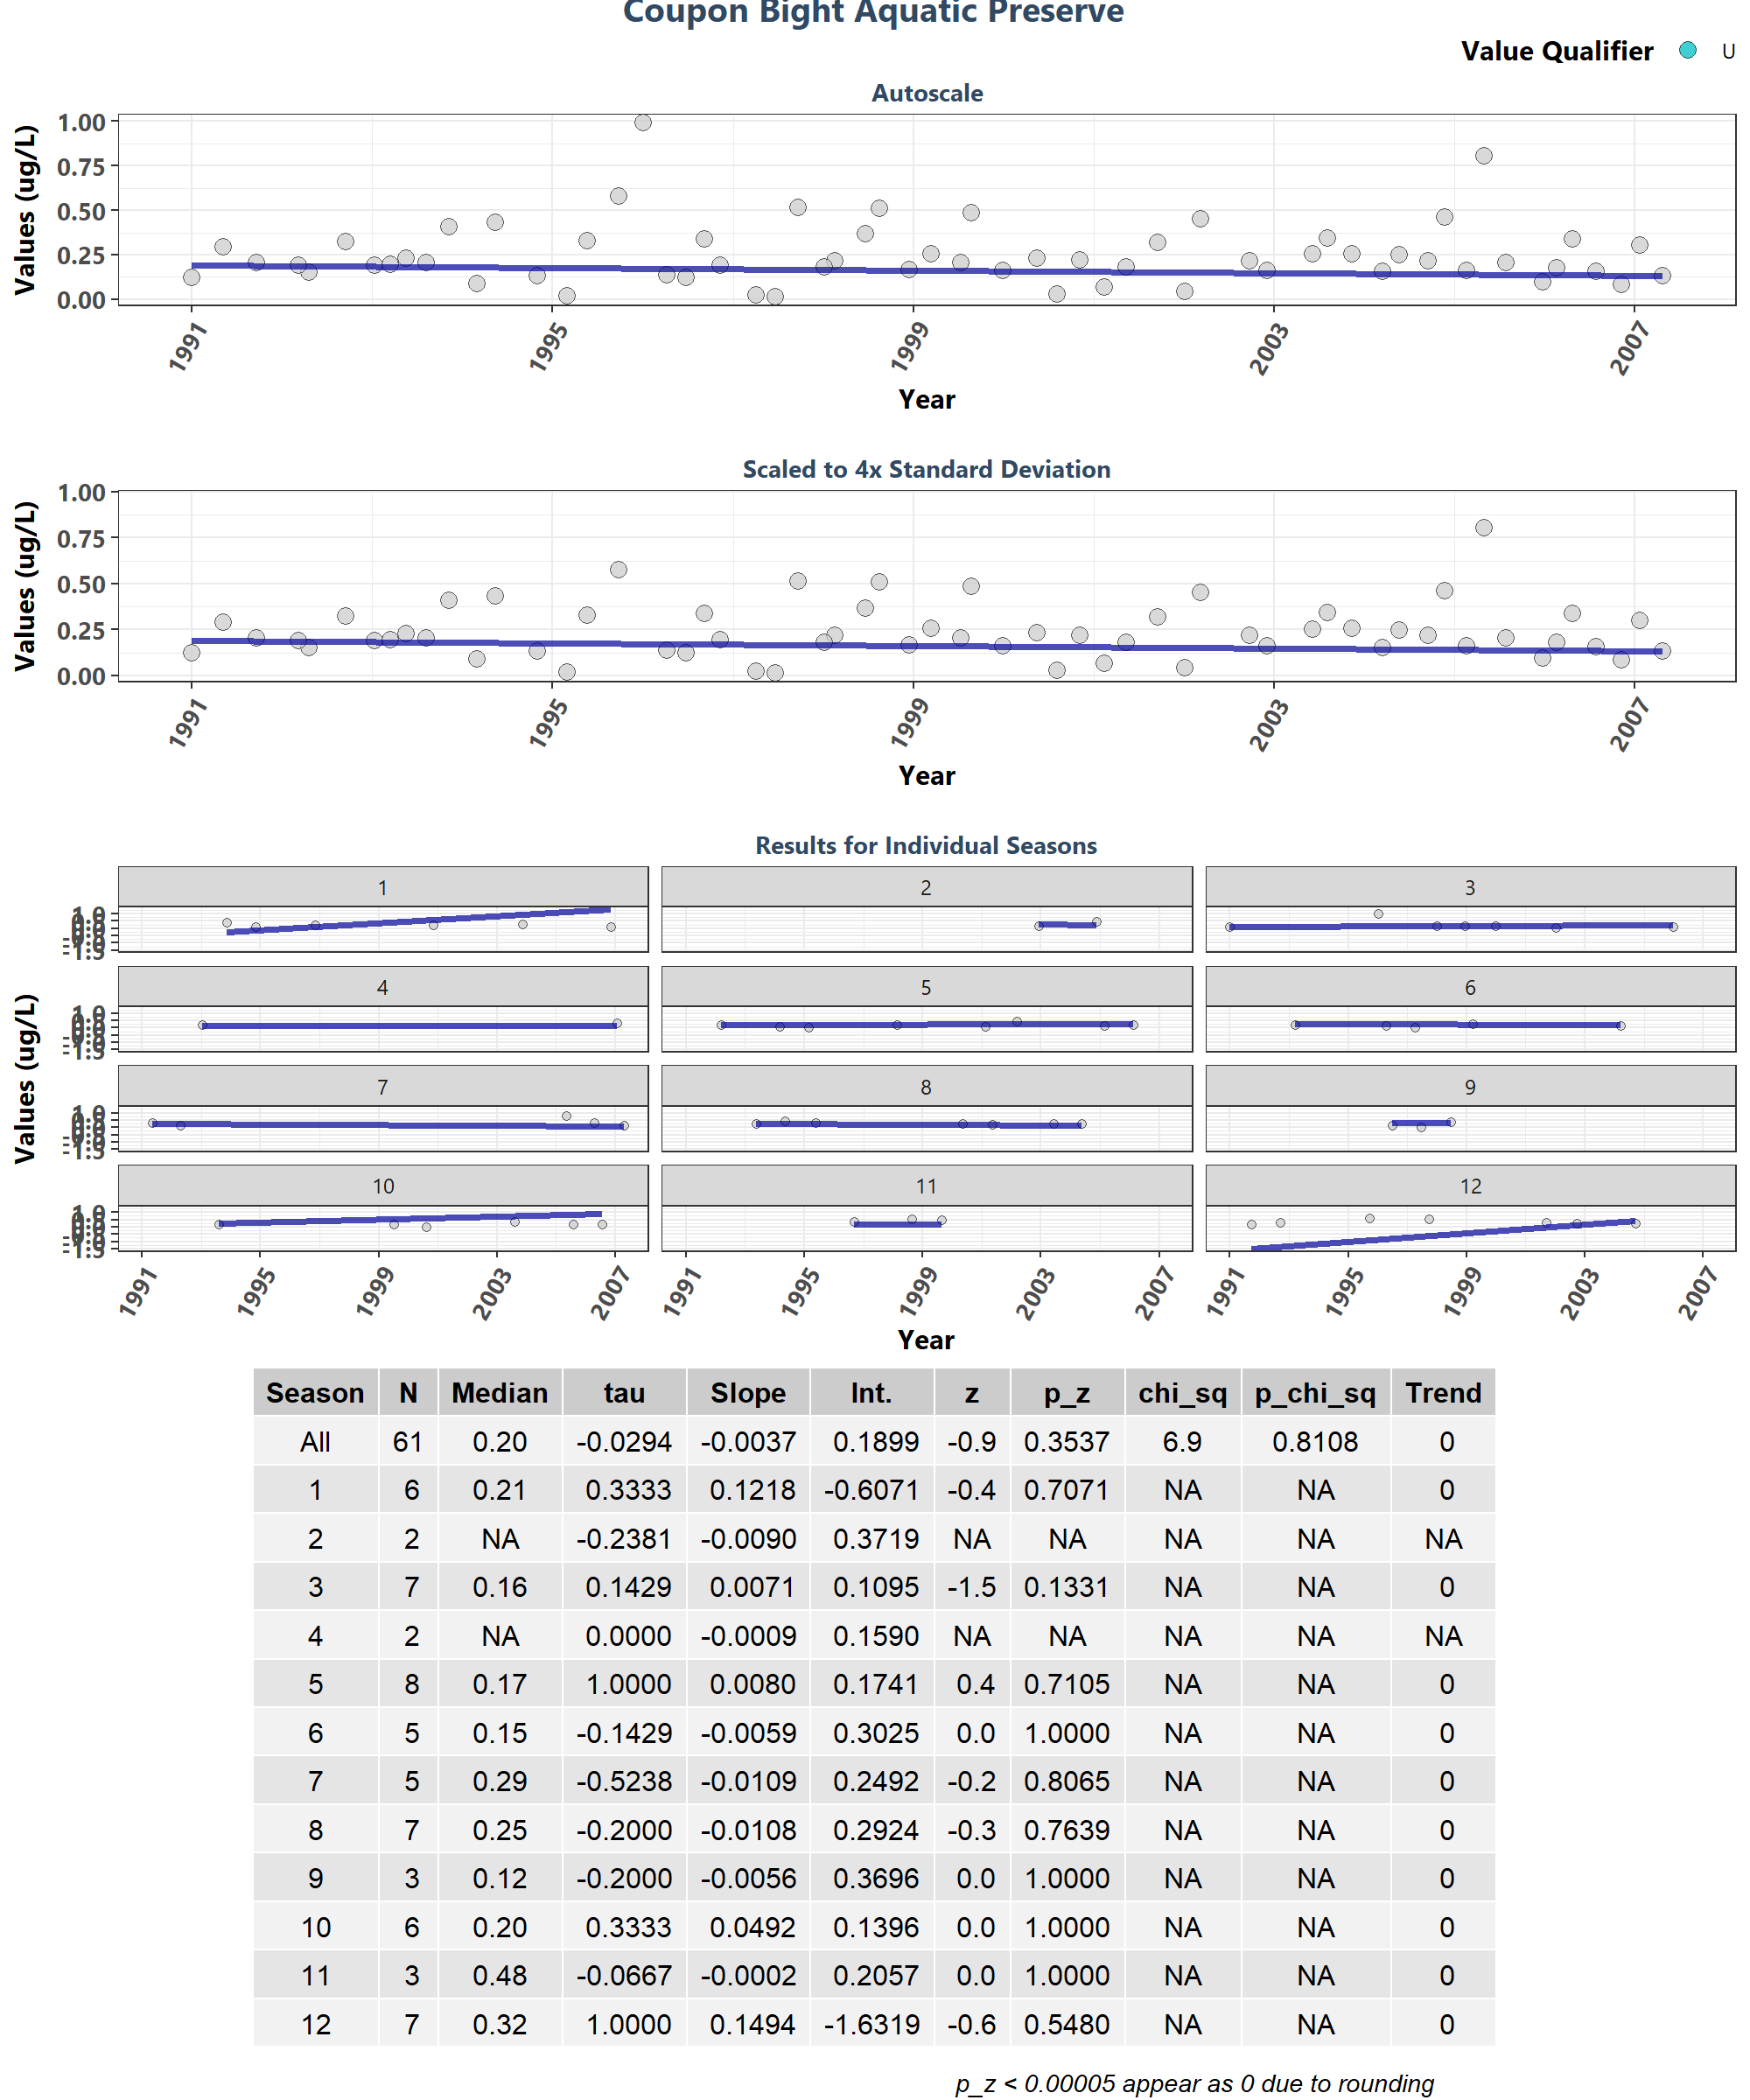 Coupon Bight Aquatic Preserve
Value Qualifier U
Autoscale
Values (ug/L)
1.00
0.75
0.50
0.25
0.00
1991 1995 1999 2003 2007
Year
Scaled to 4x Standard Deviation
Values (ug/L)
1.00
0.75
0.50
0.25
0.00
1991 1995 1999 2003 2007
Year
Results for Individual Seasons
Values (ug/L)
1 2 3
4 5 6
7 8 9
10 11 12
1991 1995 1999 2003 2007 1991 1995 1999 2003 2007 1991 1995 1999 2003 2007
Year
Season N Median tau Slope Int. z p_z chi_sq p_chi_sq Trend
All 61 0.20 -0.0294 -0.0037 0.1899 -0.9 0.3537 6.9 0.8108 0
1 6 0.21 0.3333 0.1218 -0.6071 -0.4 0.7071 NA NA 0
2 2 NA -0.2381 -0.0090 0.3719 NA NA NA NA NA
3 7 0.16 0.1429 0.0071 0.1095 -1.5 0.1331 NA NA 0
4 2 NA 0.0000 -0.0009 0.1590 NA NA NA NA NA
5 8 0.17 1.0000 0.0080 0.1741 0.4 0.7105 NA NA 0
6 5 0.15 -0.1429 -0.0059 0.3025 0.0 1.0000 NA NA 0
7 5 0.29 -0.5238 -0.0109 0.2492 -0.2 0.8065 NA NA 0
8 7 0.25 -0.2000 -0.0108 0.2924 -0.3 0.7639 NA NA 0
9 3 0.12 -0.2000 -0.0056 0.3696 0.0 1.0000 NA NA 0
10 6 0.20 0.3333 0.0492 0.1396 0.0 1.0000 NA NA 0
11 3 0.48 -0.0667 -0.0002 0.2057 0.0 1.0000 NA NA 0
12 7 0.32 1.0000 0.1494 -1.6319 -0.6 0.5480 NA NA 0
p_z < 0.00005 appear as 0 due to rounding